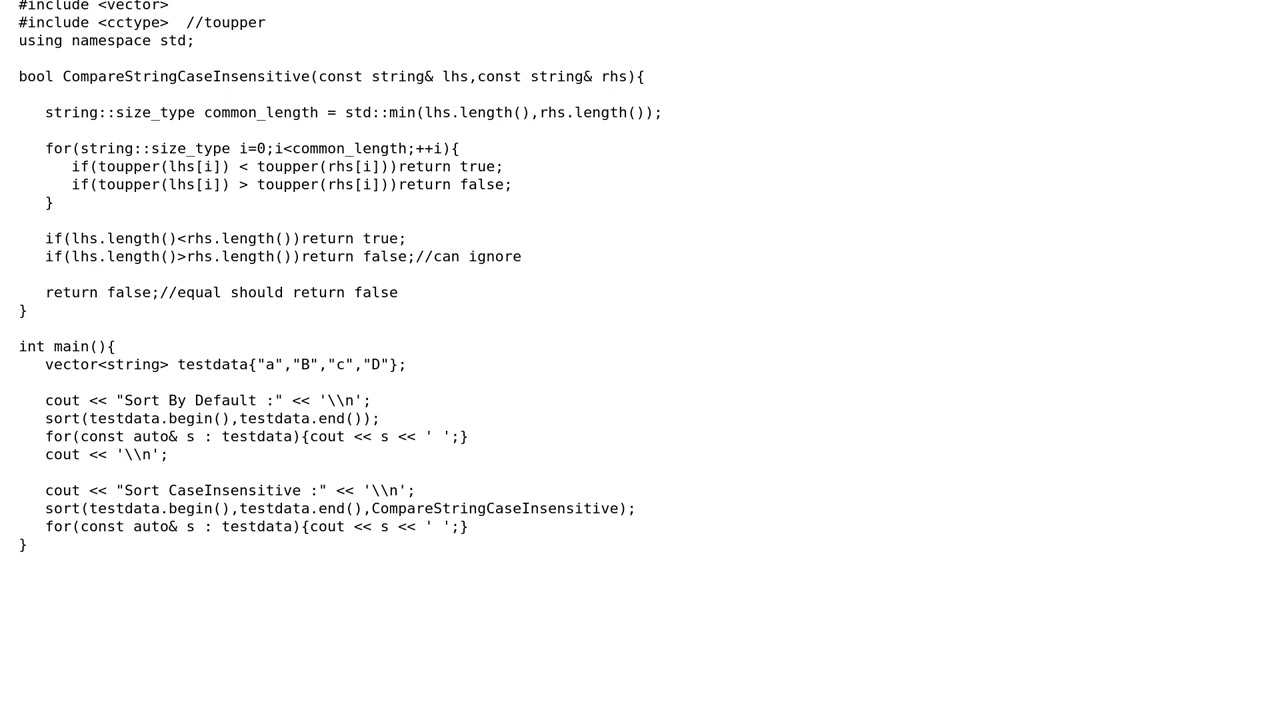 #include <vector>
#include <cctype>  //toupper
using namespace std;

bool CompareStringCaseInsensitive(const string& lhs,const string& rhs){

   string::size_type common_length = std::min(lhs.length(),rhs.length());

   for(string::size_type i=0;i<common_length;++i){
      if(toupper(lhs[i]) < toupper(rhs[i]))return true;
      if(toupper(lhs[i]) > toupper(rhs[i]))return false;
   }

   if(lhs.length()<rhs.length())return true;
   if(lhs.length()>rhs.length())return false;//can ignore

   return false;//equal should return false
}

int main(){
   vector<string> testdata{"a","B","c","D"};

   cout << "Sort By Default :" << '\\n';
   sort(testdata.begin(),testdata.end());
   for(const auto& s : testdata){cout << s << ' ';}
   cout << '\\n';

   cout << "Sort CaseInsensitive :" << '\\n';
   sort(testdata.begin(),testdata.end(),CompareStringCaseInsensitive);
   for(const auto& s : testdata){cout << s << ' ';}
}